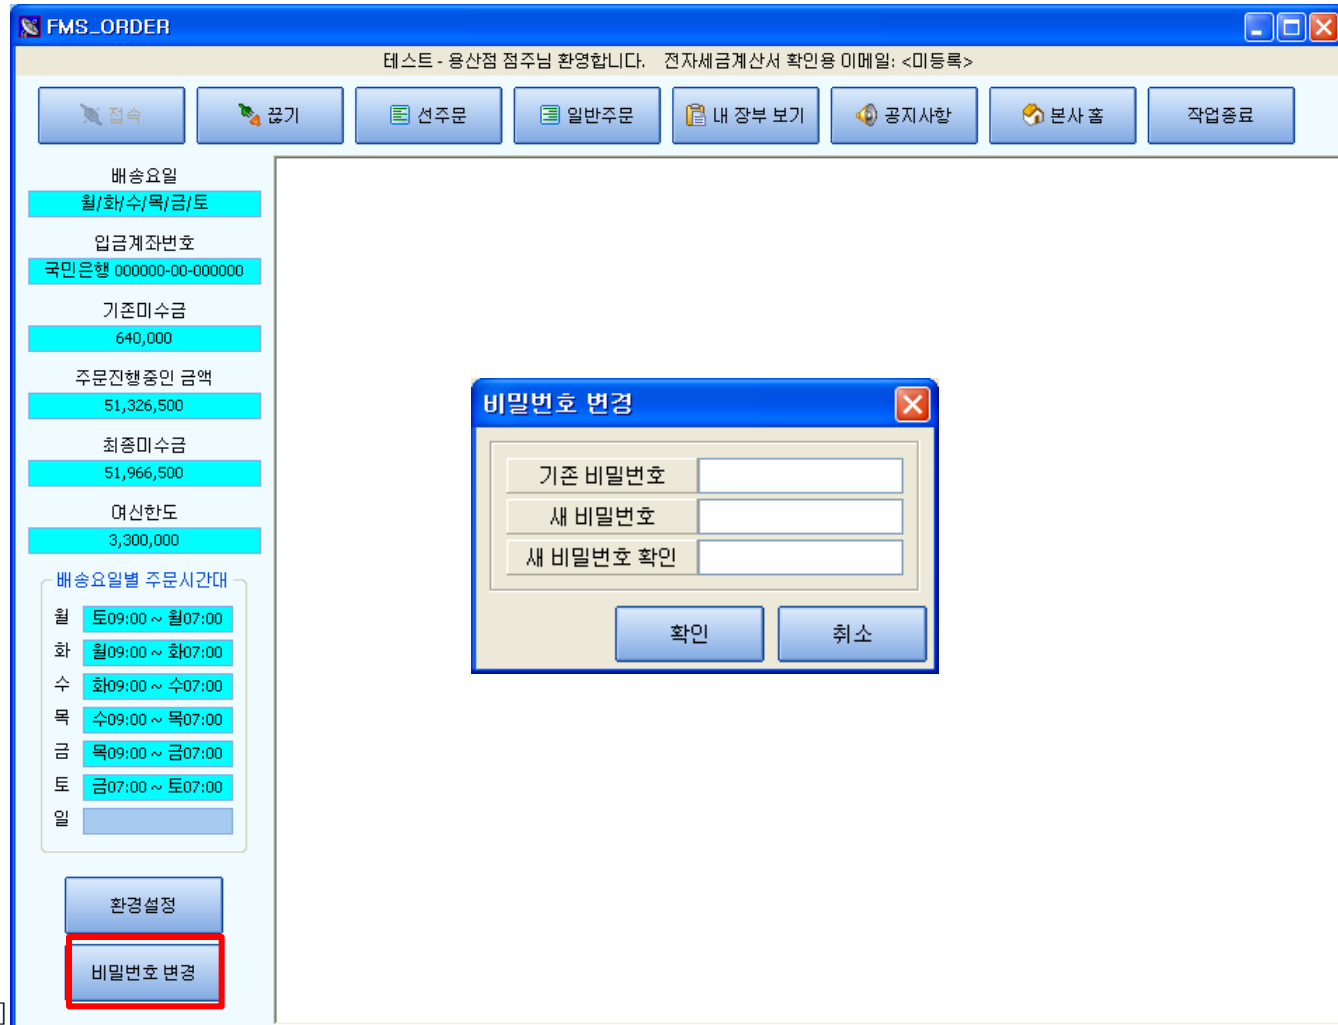 FMS_ORDER
테스트 - 용산점 점주님 환영합니다. 전자세금계산서 확인용 이메일: <미등록>
접속 끊기 선주문 일반주문 내 장부 보기 공지사항 본사 홈 작업종료
배송요일
월/화/수/목/금/토
입금계좌번호
국민은행 000000-00-000000
기존미수금
640,000
주문진행중인 금액
51,326,500
최종미수금
51,966,500
여신한도
3,300,000
배송요일별 주문시간대
월 토09:00 ~ 월07:00
화 월09:00 ~ 화07:00
수 화09:00 ~ 수07:00
목 수09:00 ~ 목07:00
금 목09:00 ~ 금07:00
토 금07:00 ~ 토07:00
일
환경설정
비밀번호 변경
비밀번호 변경
기존 비밀번호
새 비밀번호
새 비밀번호 확인
확인 취소
]